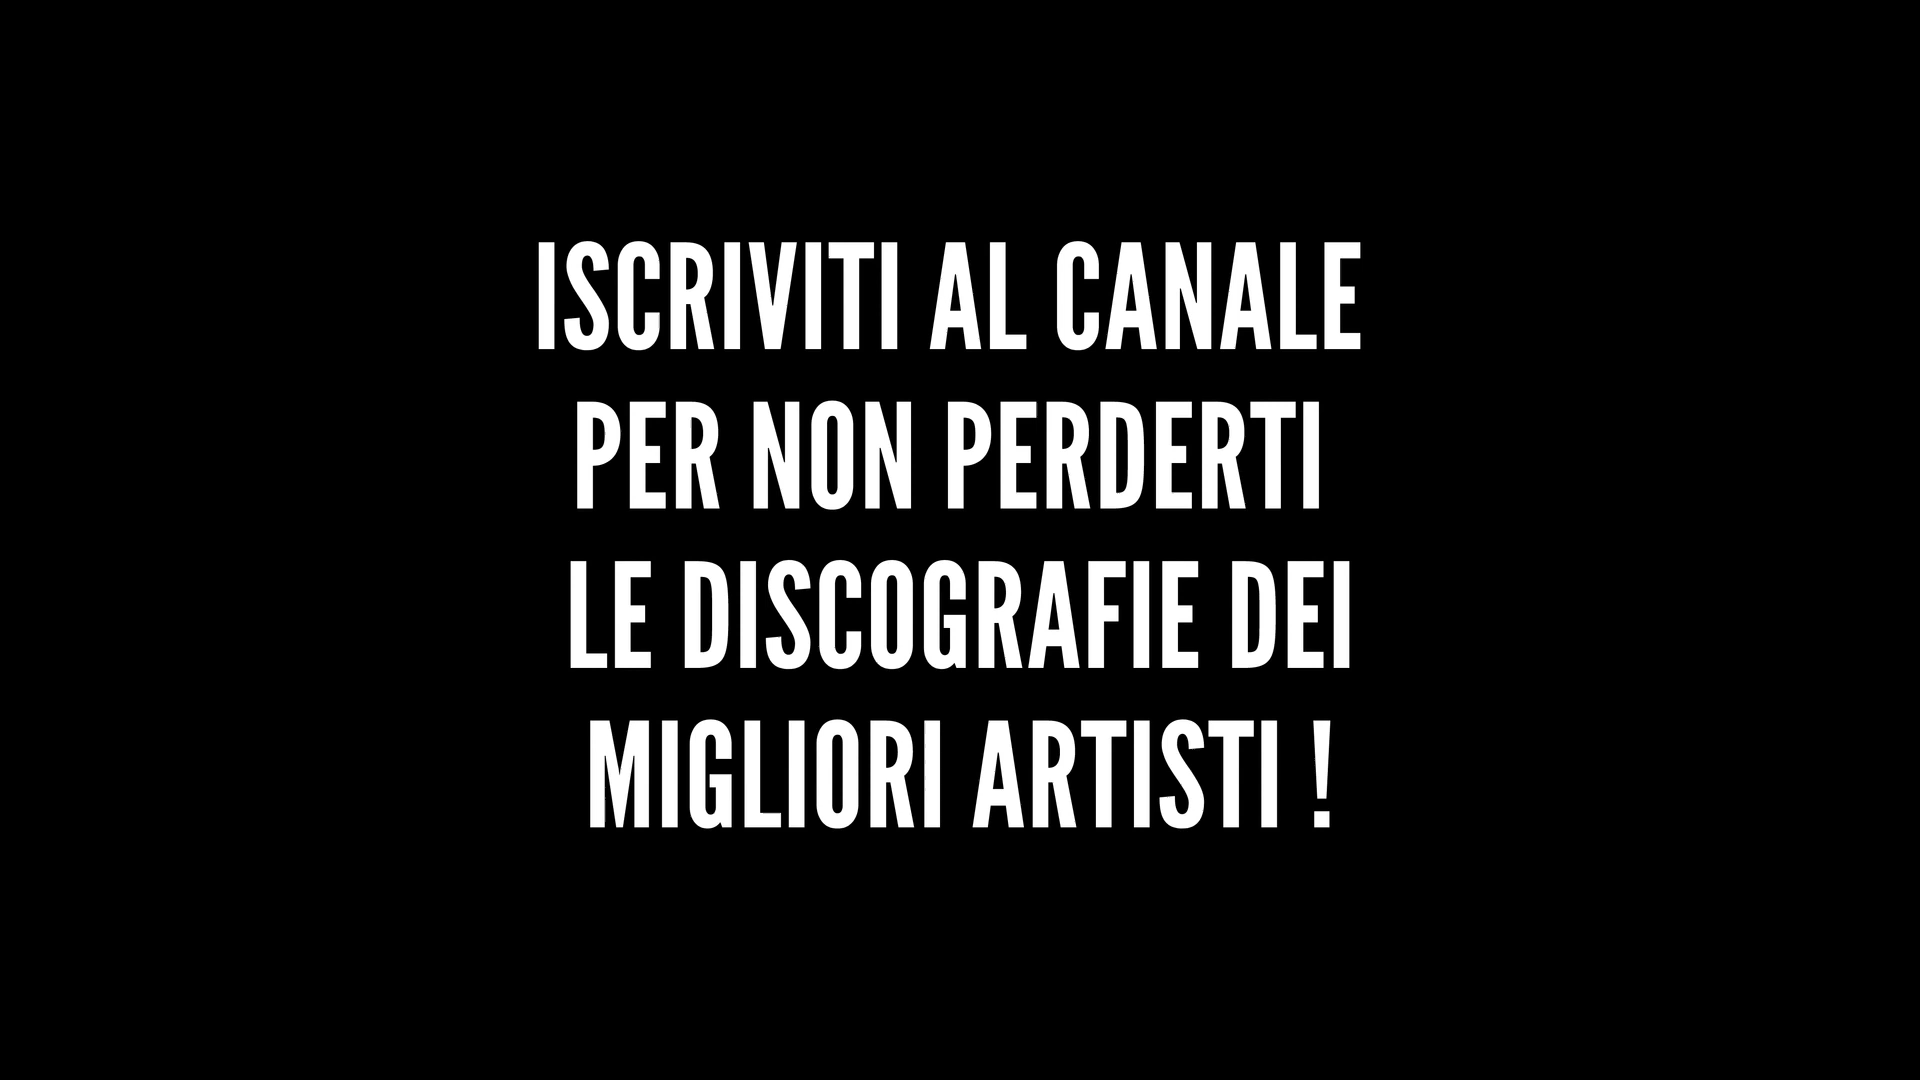 ISCRIVITI AL CANALE
PER NON PERDERTI
LE DISCOGRAFIE DEI
MIGLIORI ARTISTI !